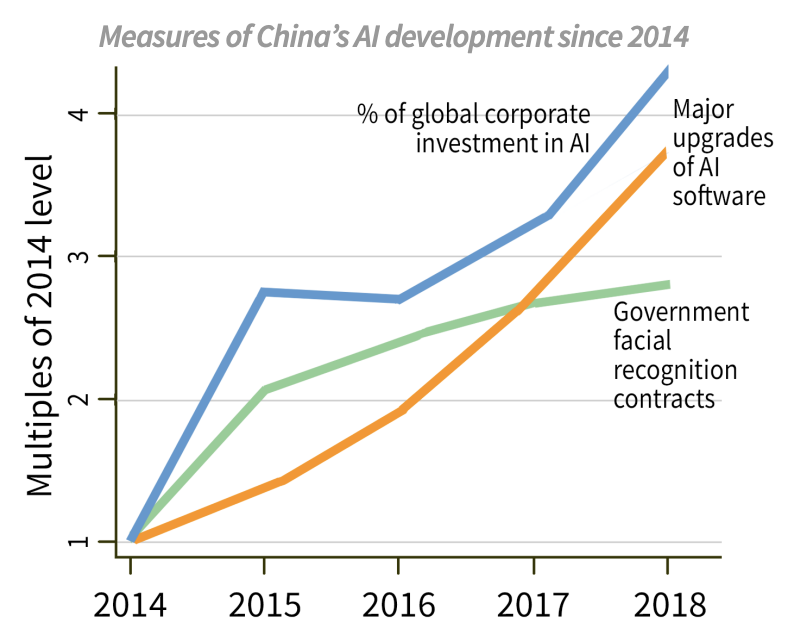 Measures of China’s AI development since 2014
Multiples of 2014 level
4
3
2
1
% of global corporate
investment in AI
Major
upgrades
of AI
software
Government
facial
recognition
contracts
2014 2015 2016 2017 2018